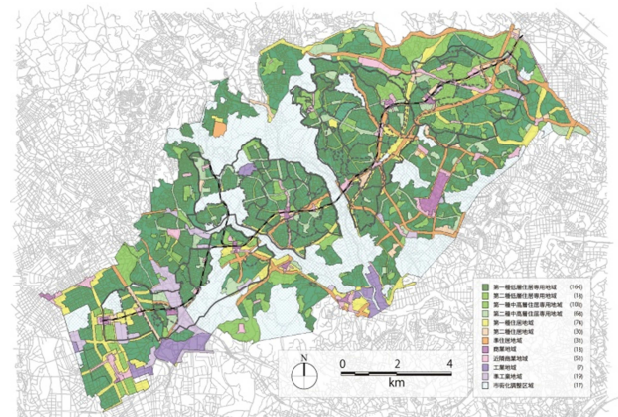 N
0 2 4
km
第一種低層住居専用地域
第二種低層住居専用地域
第一種中高層住居専用地域
第二種中高層住居専用地域
第一種住居地域
第二種住居地域
準住居地域
商業地域
近隣商業地域
工業地域
準工業地域 (19)
市街化調整区域 (17)